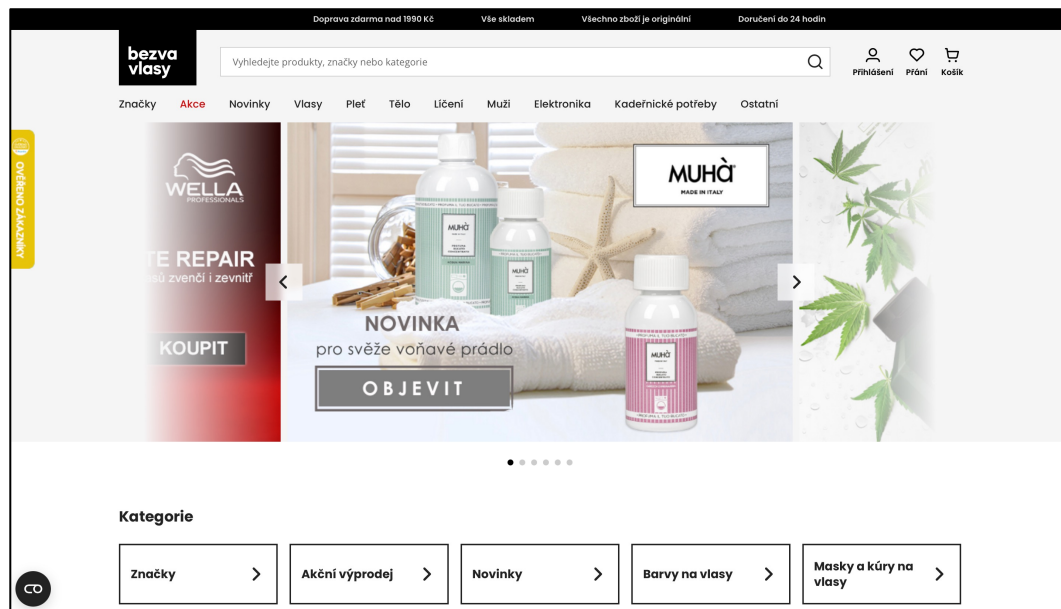 Doprava zdarma nad 1990 Kč
Vše skladem
Všechno zboží je originální
Doručení do 24 hodin
bezva
vlasy
Vyhledejte produkty, značky nebo kategorie
Přihlášení
Přání
Košík
Značky
Akce
Novinky
Vlasy
Pleť
Tělo
Líčení
Muži
Elektronika
Kadeřnické potřeby
Ostatní
OVĚŘENO ZÁKAZNÍKY
WELLA
PROFESSIONALS
TE REPAIR
zvenčí i zevnitř
KOUPIT
MUHÀ
MADE IN ITALY
MUHÀ
MUHÀ
MUHÀ
NOVINKA
pro svěže voňavé prádlo
OBJEVIT
Kategorie
Značky
Akční výprodej
Novinky
Barvy na vlasy
Masky a kúry na
vlasy